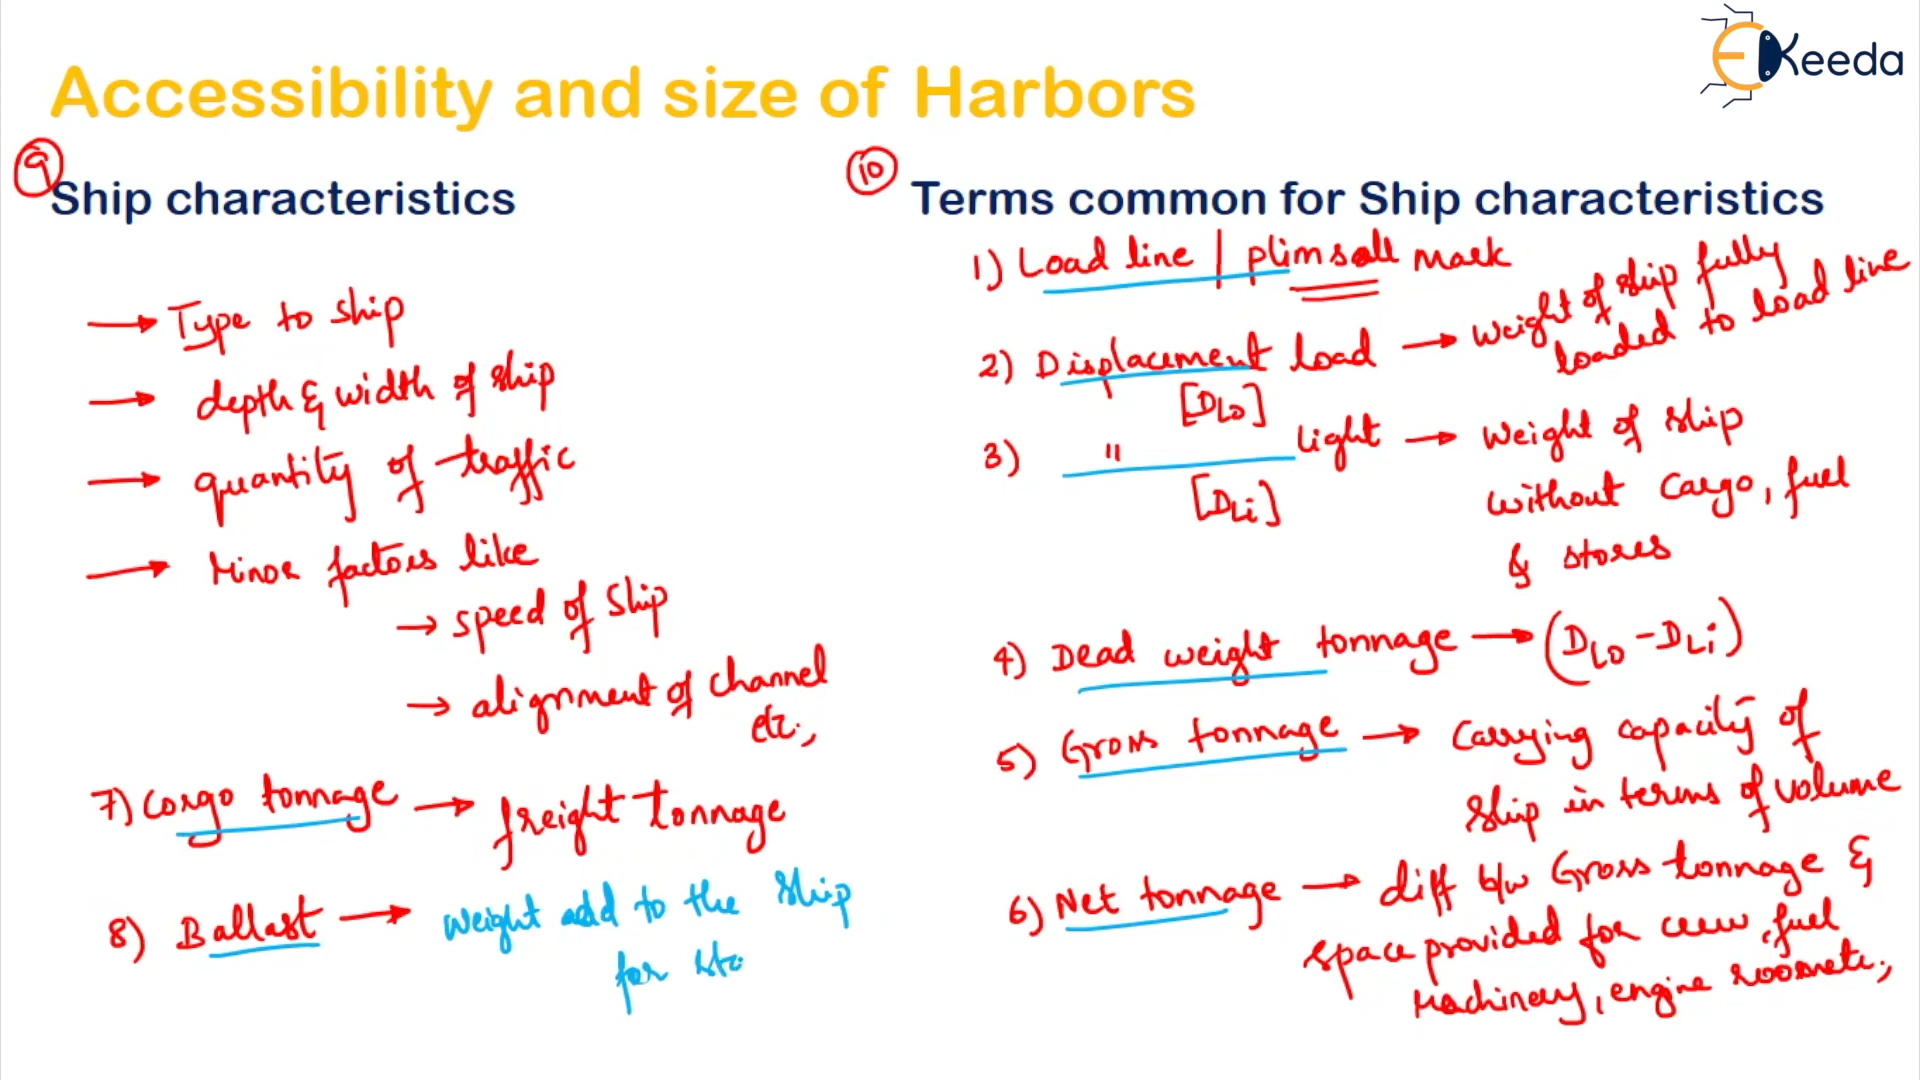 Accessibility and size of Harbors
EKeeda
9
Ship characteristics
→ Type to ship
→ depth & width of ship
→ quantity of traffic
→ Minor factors like
→ speed of ship
→ alignment of channel
etc.,
10
Terms common for Ship characteristics
1) Load line | plimsoll mark
2) Displacement load → weight of ship fully
loaded to load line
[DLo]
3) " light → weight of ship
[DLi]
without cargo, fuel
& stores
4) Dead weight tonnage → (DLo - DLi)
5) Gross tonnage → carrying capacity of
ship in terms of volume
6) Net tonnage → diff b/w Gross tonnage &
space provided for crew, fuel
Machinery, engine room etc.,
7) Cargo tonnage → freight tonnage
8) Ballast → weight add to the ship
for sta